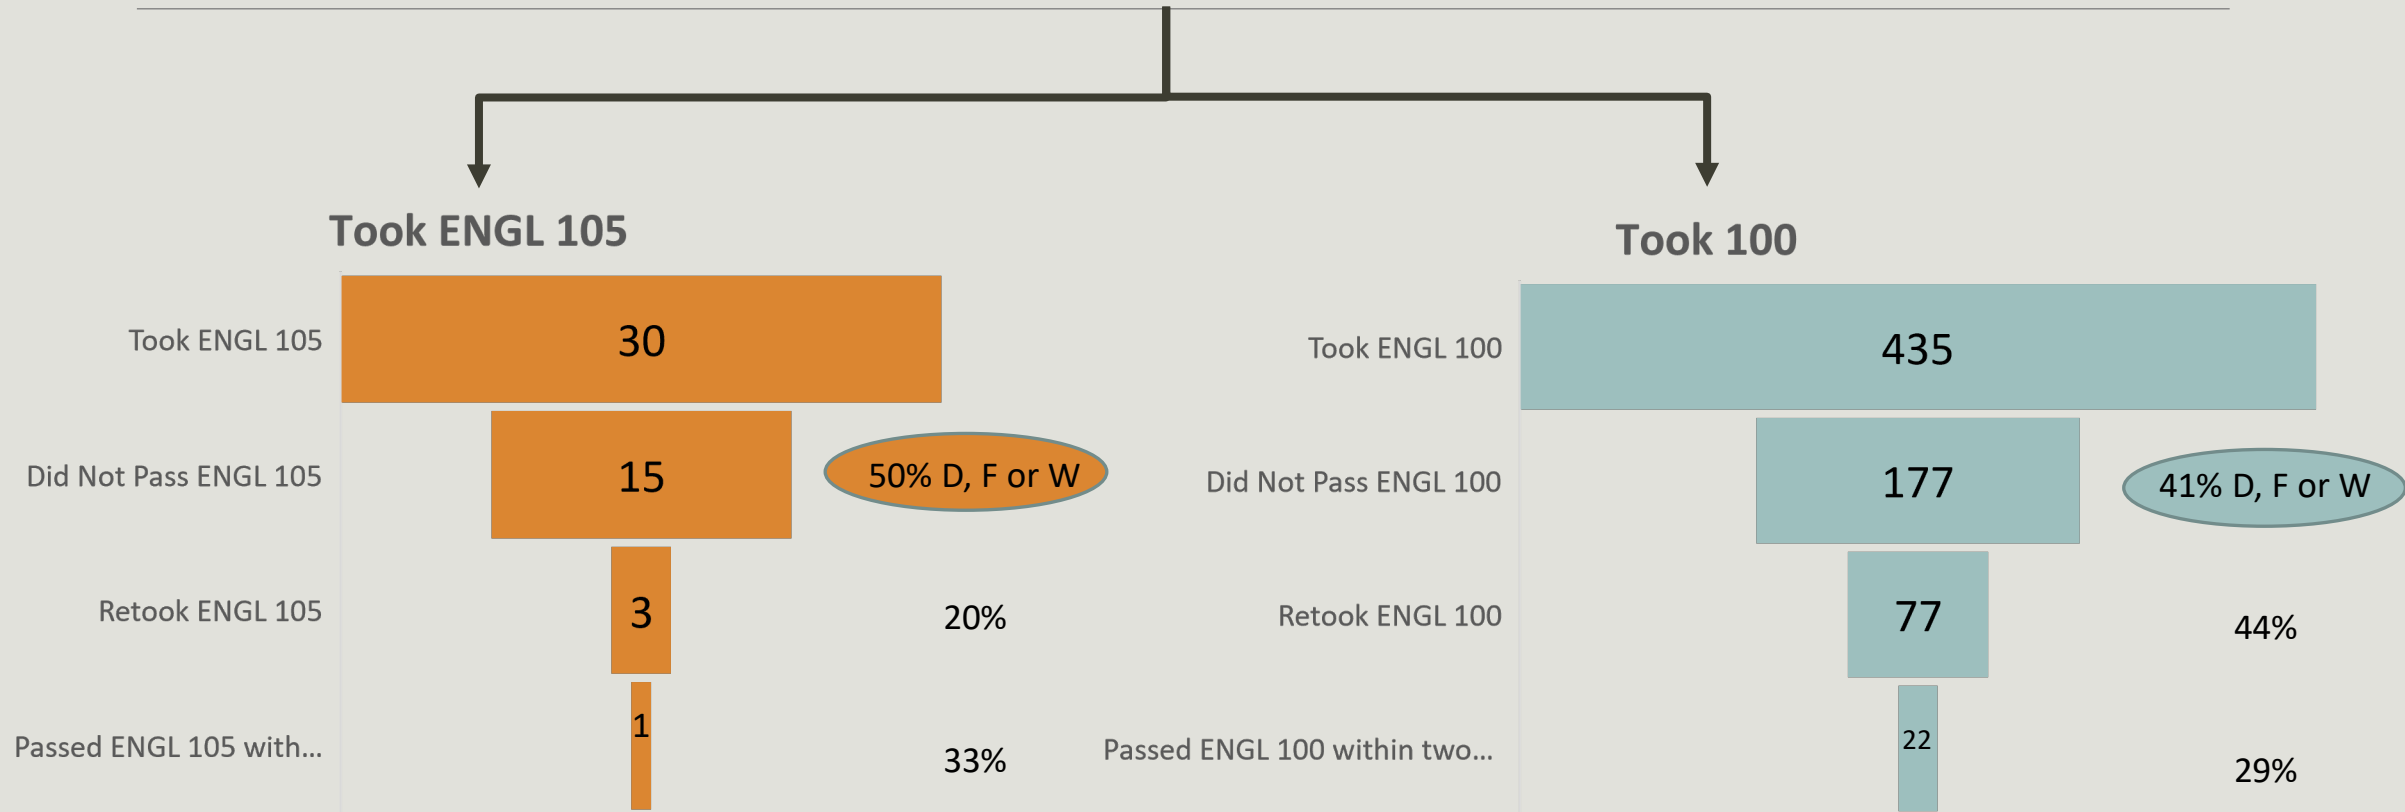 Took ENGL 105
Took ENGL 105
30
Did Not Pass ENGL 105
15
50% D, F or W
Retook ENGL 105
3
20%
Passed ENGL 105 with...
1
33%
Took 100
Took ENGL 100
435
Did Not Pass ENGL 100
177
41% D, F or W
Retook ENGL 100
77
44%
Passed ENGL 100 within two...
22
29%